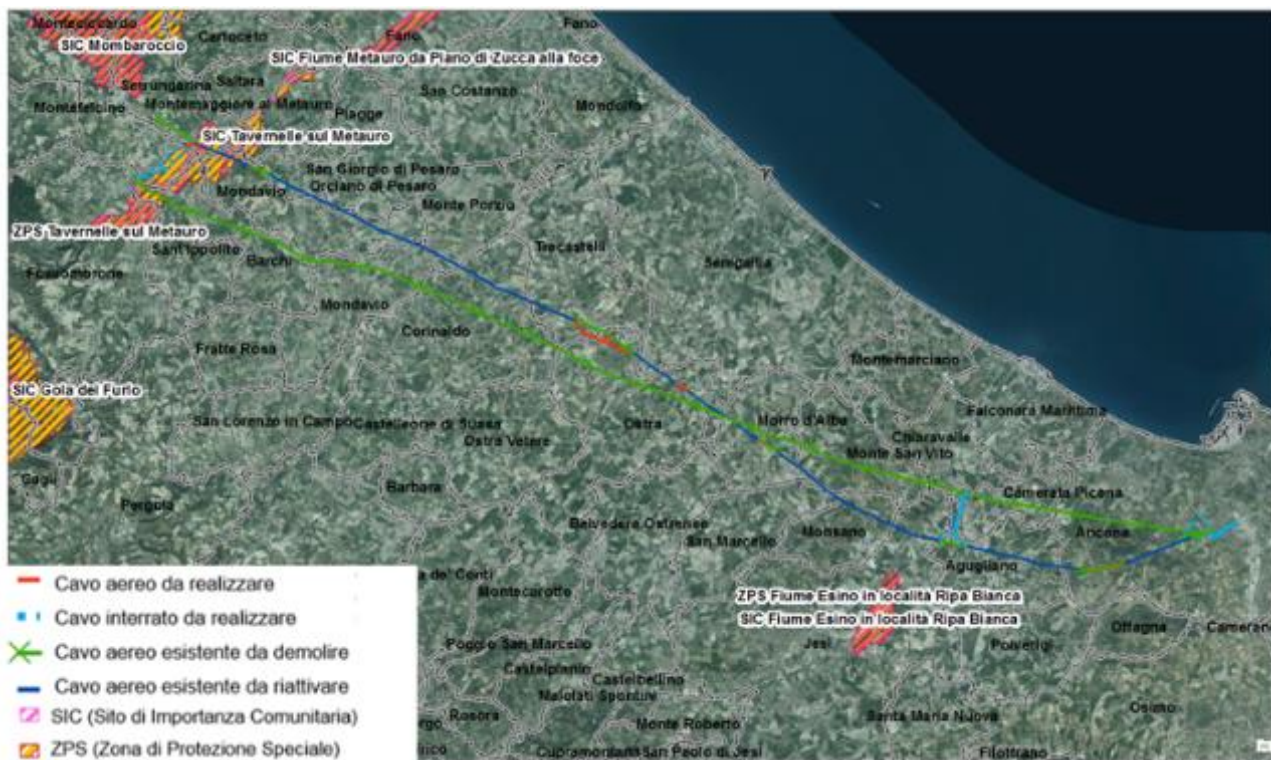 Monteciccardo
Cartoceto
Fano
Fano
SIC Mombaroccio
SIC Fiume Metauro da Piano di Zucca alla foce
Serrungarina
Saltara
San Costanzo
Mondolfo
Montefelcino
Montemaggiore al Metauro
Piagge
SIC Tavernelle sul Metauro
San Giorgio di Pesaro
Mondavio
Orciano di Pesaro
Monte Porzio
ZPS Tavernelle sul Metauro
Sant'Ippolito
Barchi
Trecastelli
Senigallia
Fossombrone
Mondavio
Corinaldo
Fratte Rosa
Montemarciano
SIC Gola del Furlo
San Lorenzo in Campo
Castelleone di Suasa
Ostra
Morro d'Alba
Falconara Marittima
Ostra Vetere
Chiaravalle
Monte San Vito
Cagli
Pergola
Barbara
Camerata Picena
Belvedere Ostrense
San Marcello
Monsano
Ancona
Agugliano
de' Conti
Montecarotto
ZPS Fiume Esino in località Ripa Bianca
SIC Fiume Esino in località Ripa Bianca
Offagna
Camerano
Poggio San Marcello
Jesi
Polverigi
Castelplanio
Castelbellino
Maiolati Spontini
Osimo
Rosora
Monte Roberto
Santa Maria Nuova
Cupramontana
San Paolo di Jesi
Filottrano
Cavo aereo da realizzare
Cavo interrato da realizzare
Cavo aereo esistente da demolire
Cavo aereo esistente da riattivare
SIC (Sito di Importanza Comunitaria)
ZPS (Zona di Protezione Speciale)